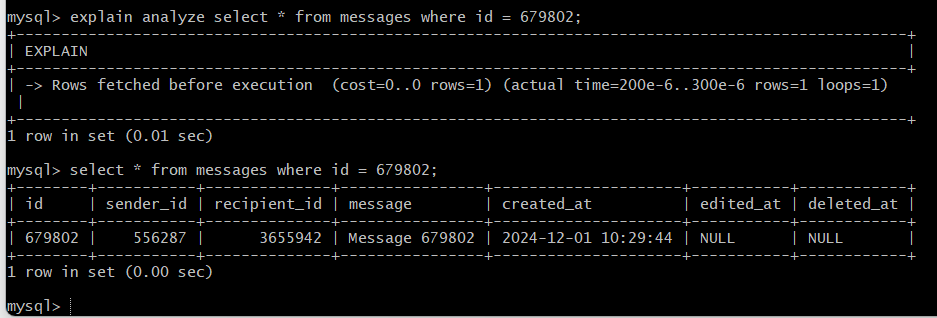 mysql> explain analyze select * from messages where id = 679802;
+----------------------------------------------------------------------------------------+
| EXPLAIN                                                                                |
+----------------------------------------------------------------------------------------+
| -> Rows fetched before execution  (cost=0..0 rows=1) (actual time=200e-6..300e-6 rows=1 loops=1)
 |
+----------------------------------------------------------------------------------------+
1 row in set (0.01 sec)
mysql> select * from messages where id = 679802;
+--------+-----------+--------------+----------------+---------------------+-----------+------------+
| id     | sender_id | recipient_id | message        | created_at          | edited_at | deleted_at |
+--------+-----------+--------------+----------------+---------------------+-----------+------------+
| 679802 |    556287 |      3655942 | Message 679802 | 2024-12-01 10:29:44 | NULL      | NULL       |
+--------+-----------+--------------+----------------+---------------------+-----------+------------+
1 row in set (0.00 sec)
mysql>